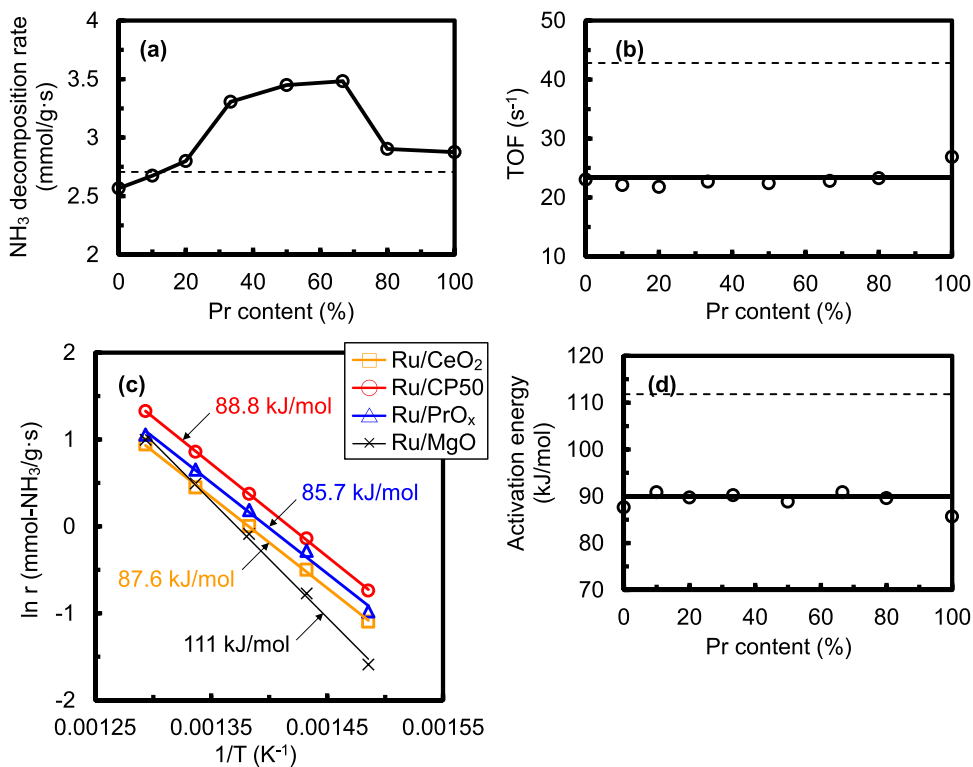 (a)
NH₃ decomposition rate
(mmol/g·s)
4
3.5
3
2.5
2
0 20 40 60 80 100
Pr content (%)
(b)
TOF (s⁻¹)
50
40
30
20
10
0 20 40 60 80 100
Pr content (%)
(c)
ln r (mmol-NH₃/g·s)
2
1
0
-1
-2
Ru/CeO₂
Ru/CP50
Ru/PrOₓ
Ru/MgO
88.8 kJ/mol
85.7 kJ/mol
87.6 kJ/mol
111 kJ/mol
0.00125 0.00135 0.00145 0.00155
1/T (K⁻¹)
(d)
Activation energy
(kJ/mol)
120
110
100
90
80
70
0 20 40 60 80 100
Pr content (%)